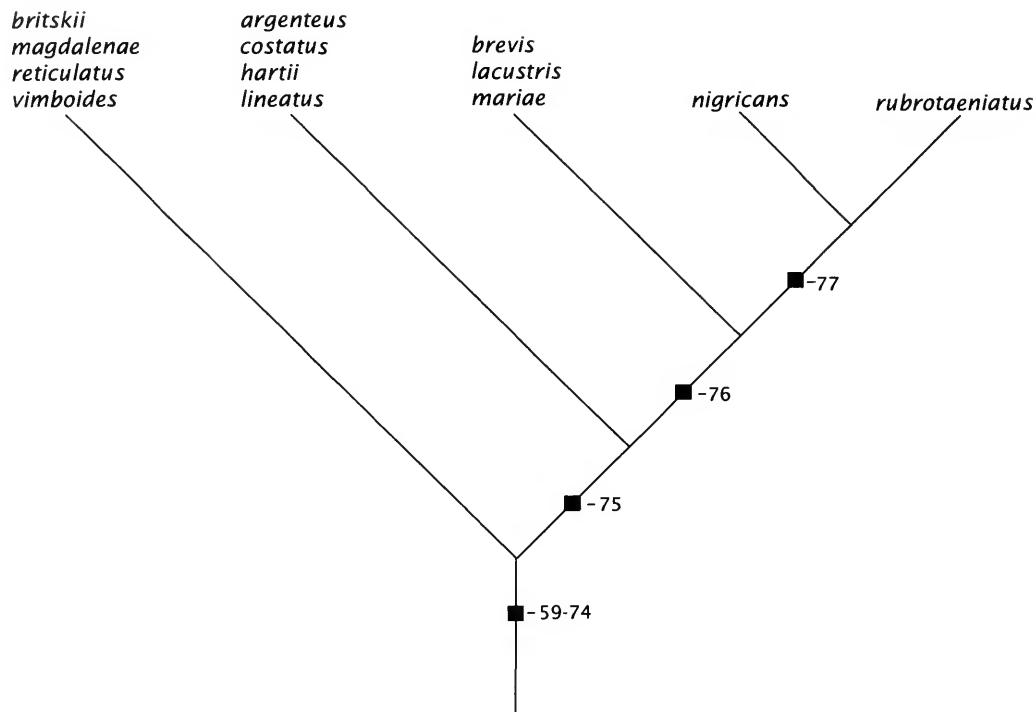 britskii
magdalenae
reticulatus
vimboides
argenteus
costatus
hartii
lineatus
brevis
lacustris
mariae
nigricans
rubrotaeniatus
-77
-76
-75
-59-74